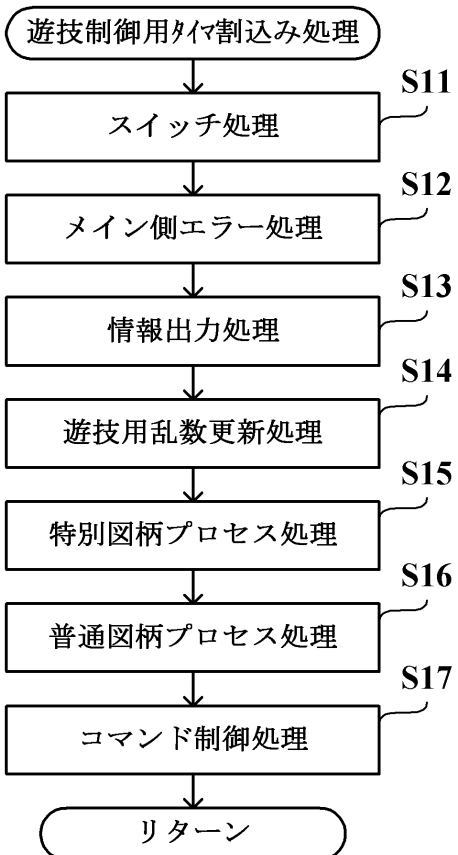 遊技制御用ﾀｲﾏ割込み処理
S11
スイッチ処理
S12
メイン側エラー処理
S13
情報出力処理
S14
遊技用乱数更新処理
S15
特別図柄プロセス処理
S16
普通図柄プロセス処理
S17
コマンド制御処理
リターン